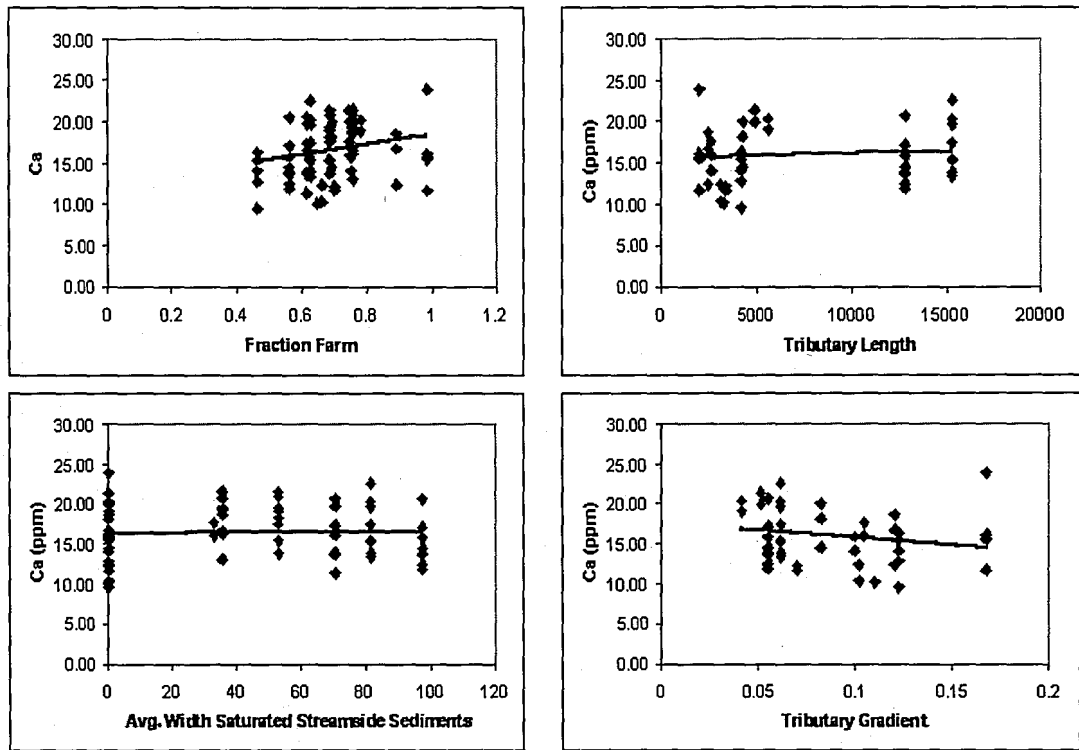 30.00
25.00
20.00
15.00
10.00
5.00
0.00
Ca
0 0.2 0.4 0.6 0.8 1 1.2
Fraction Farm
30.00
25.00
20.00
15.00
10.00
5.00
0.00
Ca (ppm)
0 5000 10000 15000 20000
Tributary Length
30.00
25.00
20.00
15.00
10.00
5.00
0.00
Ca (ppm)
0 20 40 60 80 100 120
Avg. Width Saturated Streamside Sediments
30.00
25.00
20.00
15.00
10.00
5.00
0.00
Ca (ppm)
0 0.05 0.1 0.15 0.2
Tributary Gradient